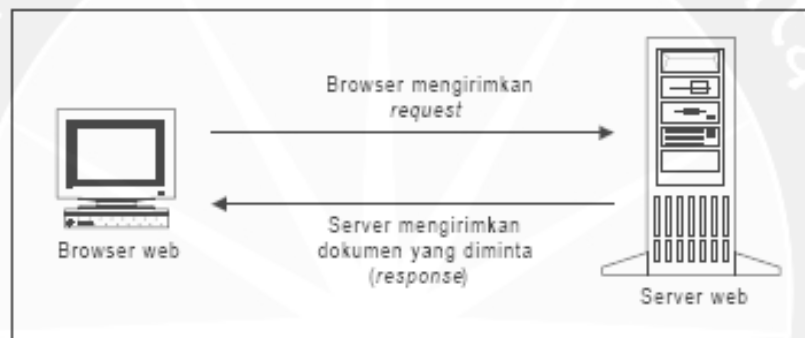 Browser mengirimkan
request
Browser web
Server mengirimkan
dokumen yang diminta
(response)
Server web